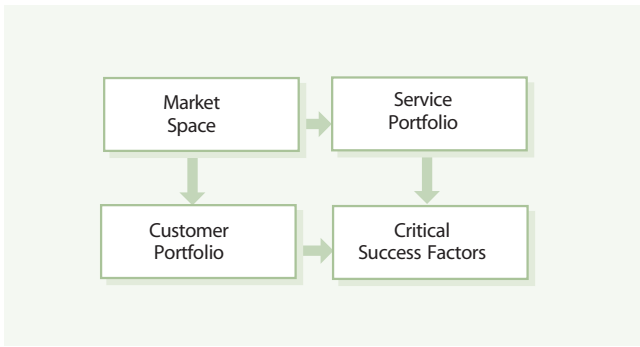 Market
Space
Service
Portfolio
Customer
Portfolio
Critical
Success Factors